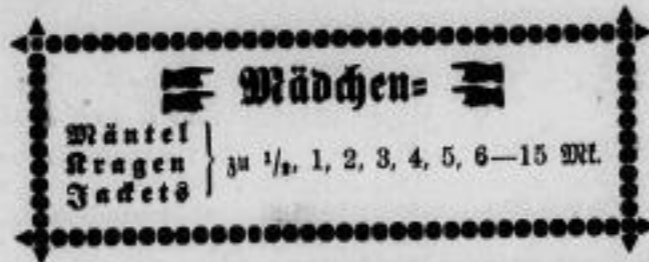 Mädchen=
Mäntel
Kragen
Jackets
zu 1/2, 1, 2, 3, 4, 5, 6—15 Mk.